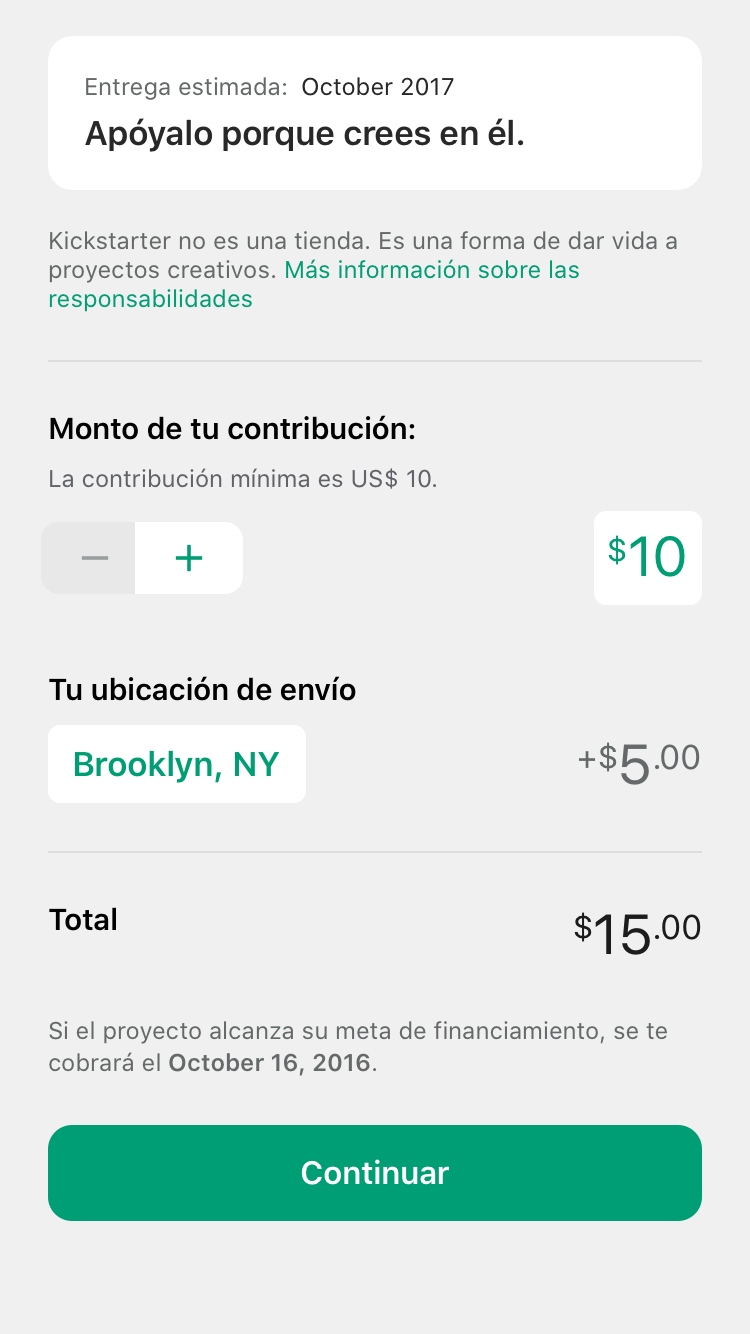 Entrega estimada: October 2017
Apóyalo porque crees en él.
Kickstarter no es una tienda. Es una forma de dar vida a
proyectos creativos. Más información sobre las
responsabilidades
Monto de tu contribución:
La contribución mínima es US$ 10.
− +
$10
Tu ubicación de envío
Brooklyn, NY
+$5.00
Total
$15.00
Si el proyecto alcanza su meta de financiamiento, se te
cobrará el October 16, 2016.
Continuar